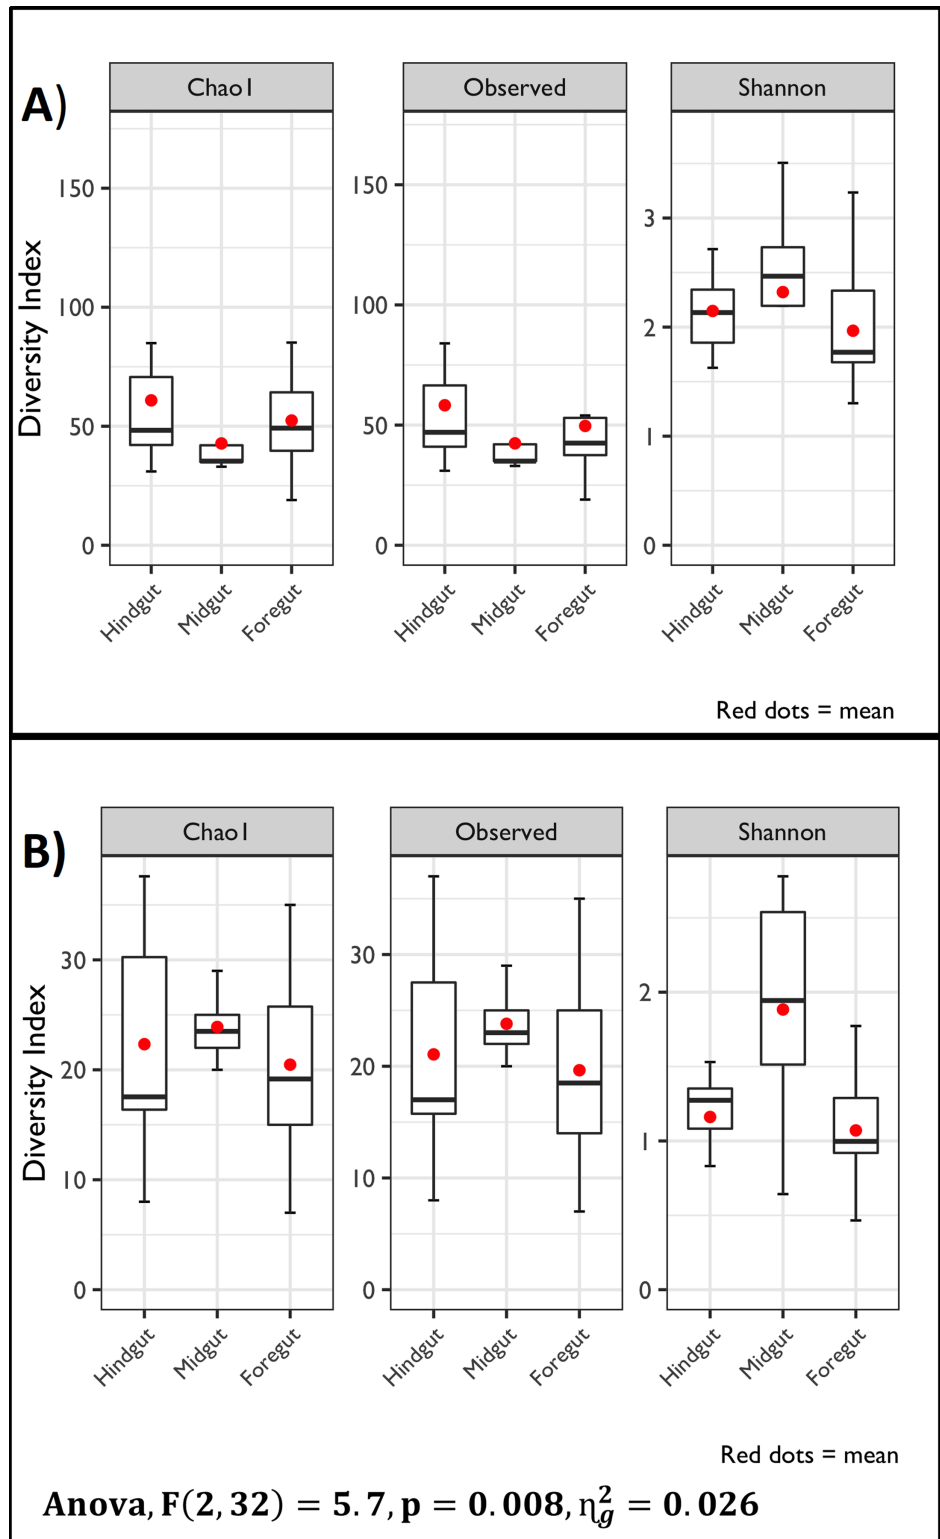 A)
Chao1 Observed Shannon
Diversity Index
150 150 3
100 100 2
50 50 1
0 0 0
Hindgut Midgut Foregut Hindgut Midgut Foregut Hindgut Midgut Foregut
Red dots = mean
B)
Chao1 Observed Shannon
Diversity Index
30 30 2
20 20 1
10 10
0 0 0
Hindgut Midgut Foregut Hindgut Midgut Foregut Hindgut Midgut Foregut
Red dots = mean
Anova, F(2, 32) = 5.7, p = 0.008, η²g = 0.026